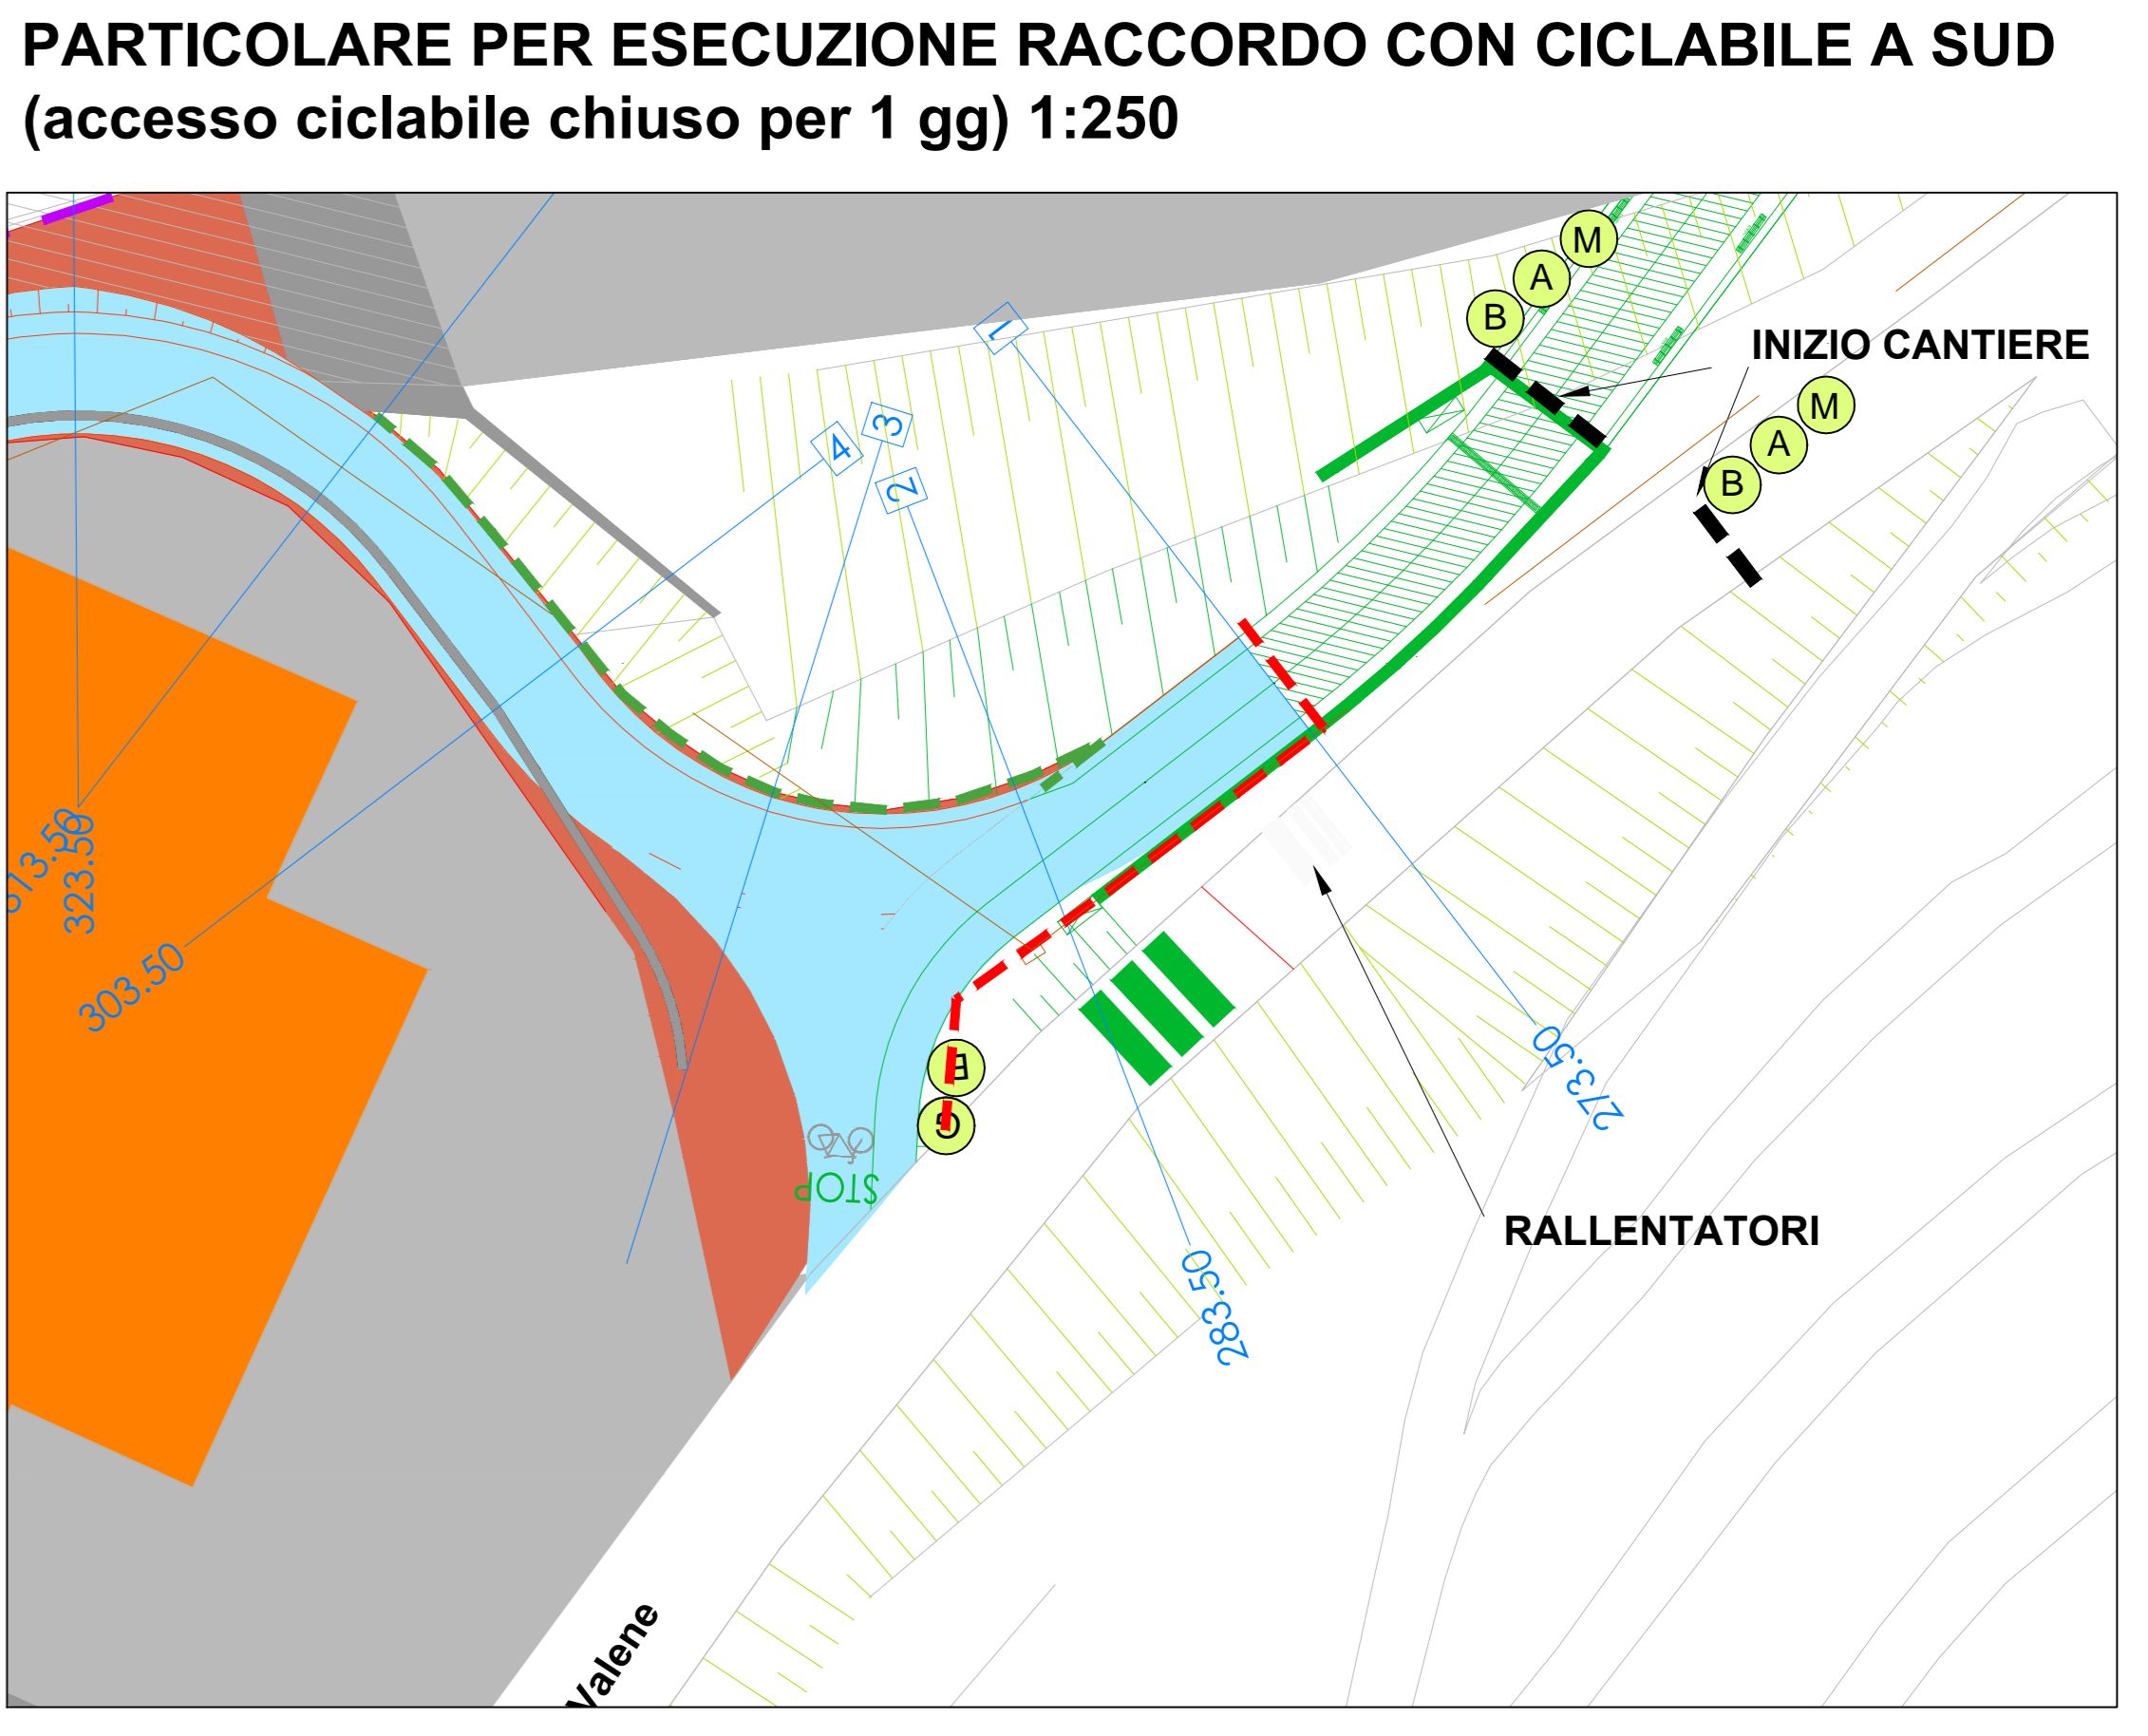 PARTICOLARE PER ESECUZIONE RACCORDO CON CICLABILE A SUD
(accesso ciclabile chiuso per 1 gg) 1:250
M
A
B
INIZIO CANTIERE
M
A
B
1
3
4
2
323.50
303.50
273.50
283.50
E
G
STOP
RALLENTATORI
Valene